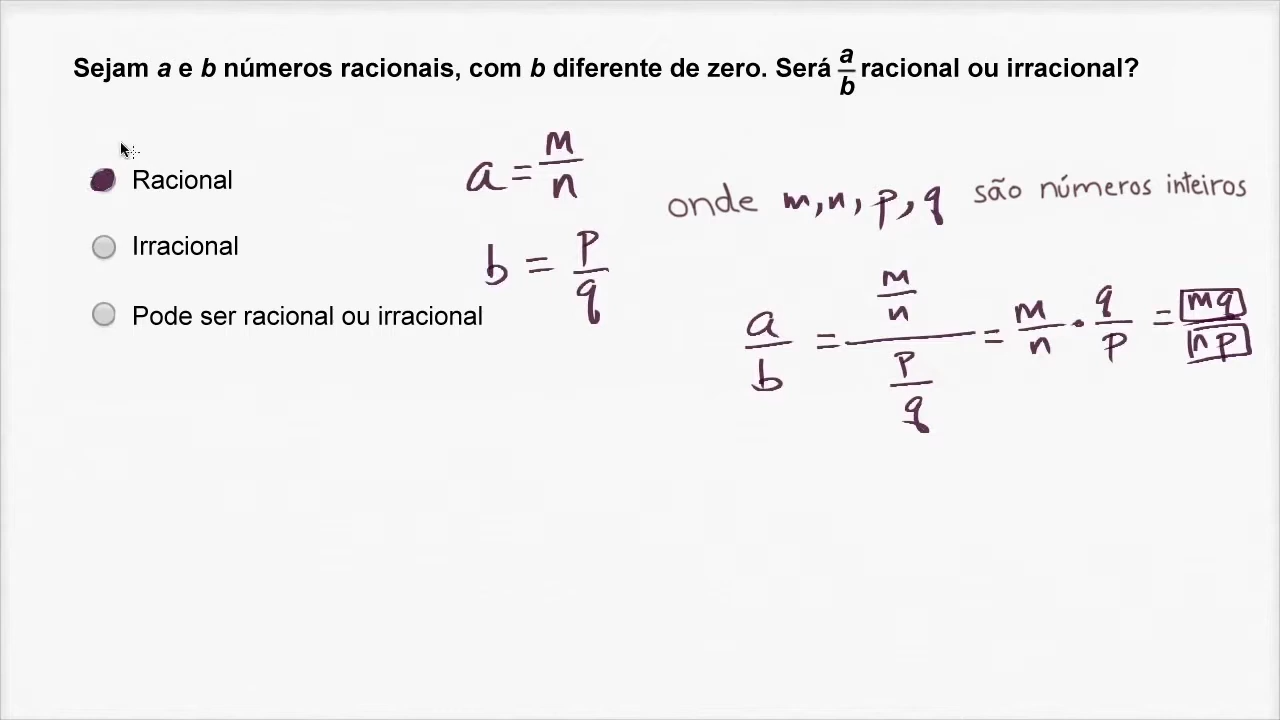 Sejam a e b números racionais, com b diferente de zero. Será a/b racional ou irracional?
Racional
Irracional
Pode ser racional ou irracional
a = m/n
b = p/q
onde m, n, p, q são números inteiros
a/b = (m/n)/(p/q) = m/n · q/p = mq/np